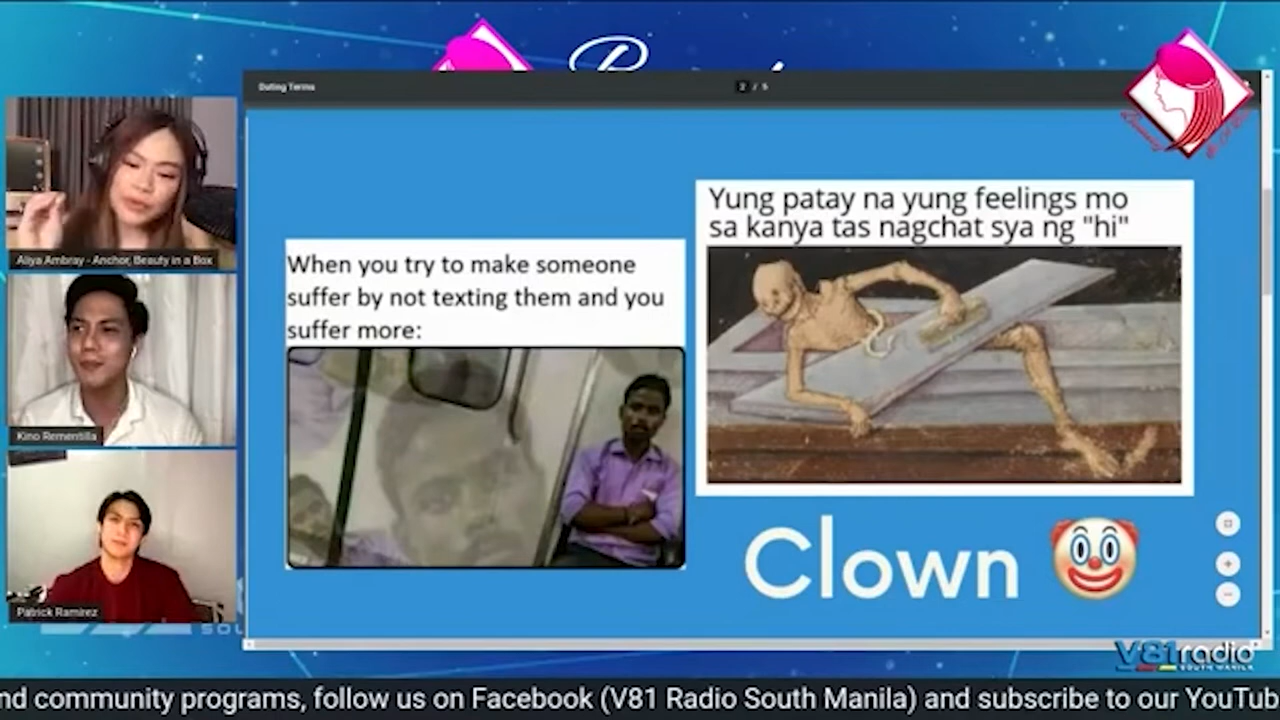 Dating Terms
2 / 5
Aliya Ambray - Anchor, Beauty in a Box
Kino Rementilla
Patrick Ramirez
When you try to make someone
suffer by not texting them and you
suffer more:
Yung patay na yung feelings mo
sa kanya tas nagchat sya ng "hi"
Clown
V81radio
SOUTH MANILA
nd community programs, follow us on Facebook (V81 Radio South Manila) and subscribe to our YouTub